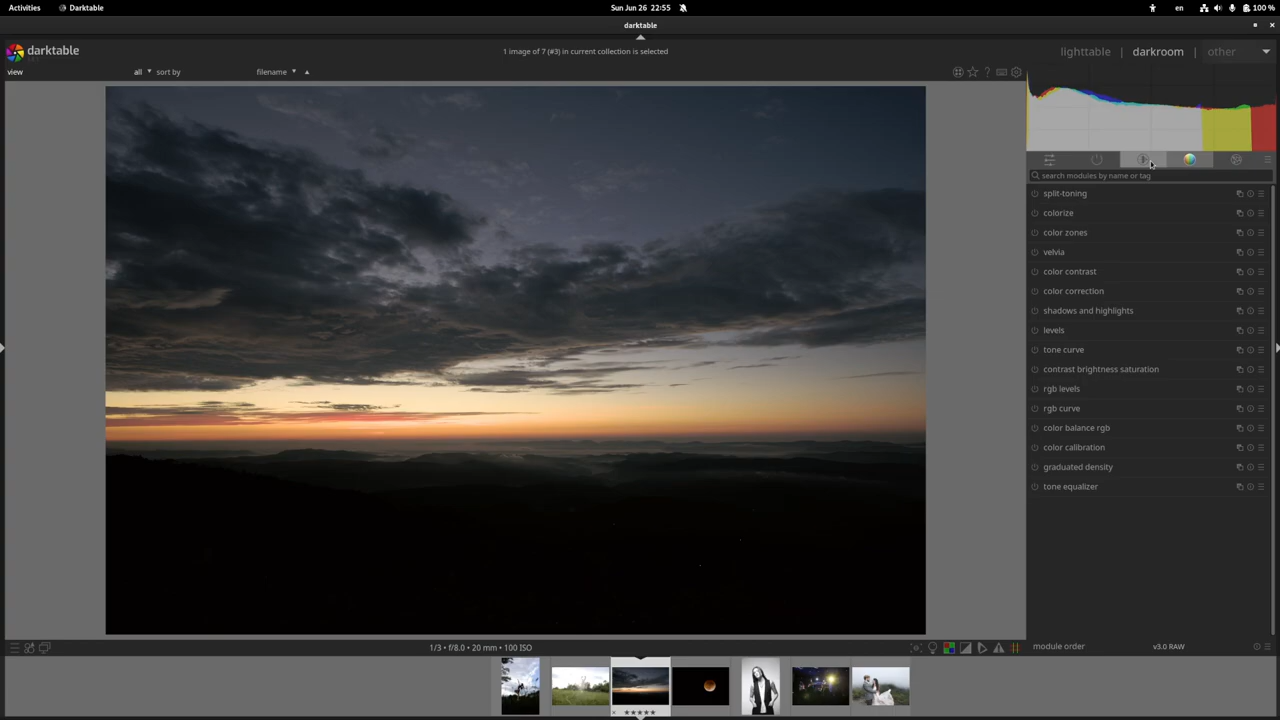 Activities Darktable Sun Jun 26 22:55 en 100 %
darktable
darktable 1 image of 7 (#3) in current collection is selected lighttable | darkroom | other
view all sort by filename
search modules by name or tag
split-toning
colorize
color zones
velvia
color contrast
color correction
shadows and highlights
levels
tone curve
contrast brightness saturation
rgb levels
rgb curve
color balance rgb
color calibration
graduated density
tone equalizer
1/3 • f/8.0 • 20 mm • 100 ISO module order v3.0 RAW